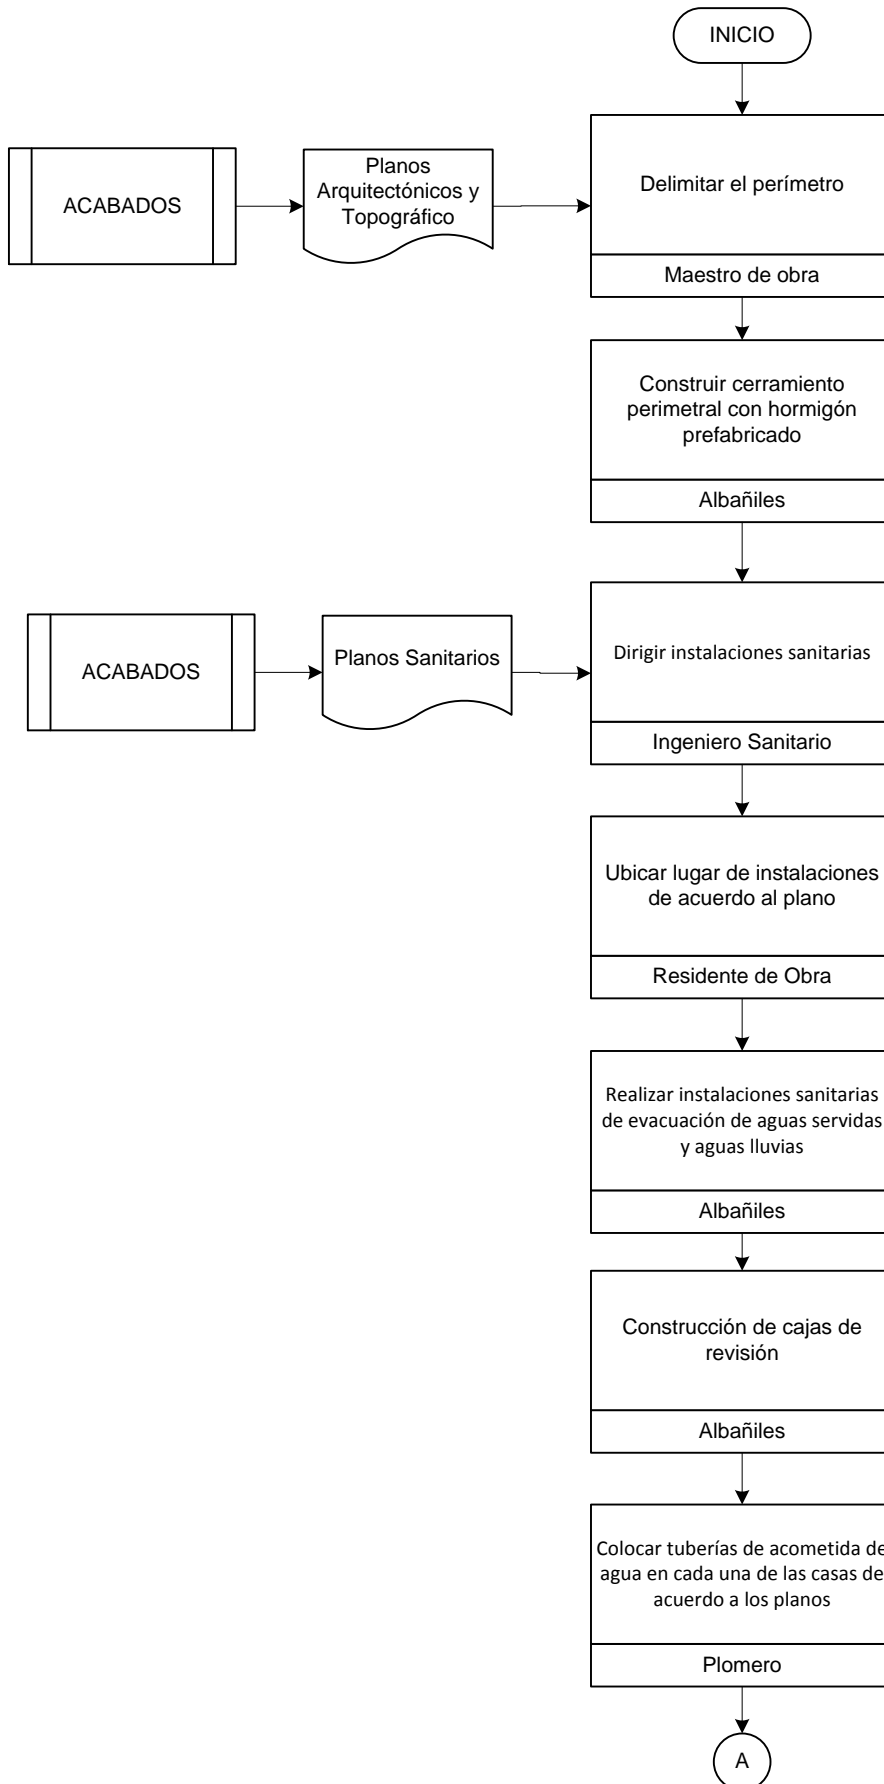 INICIO
ACABADOS
Planos
Arquitectónicos y
Topográfico
Delimitar el perímetro
Maestro de obra
Construir cerramiento
perimetral con hormigón
prefabricado
Albañiles
ACABADOS
Planos Sanitarios
Dirigir instalaciones sanitarias
Ingeniero Sanitario
Ubicar lugar de instalaciones
de acuerdo al plano
Residente de Obra
Realizar instalaciones sanitarias
de evacuación de aguas servidas
y aguas lluvias
Albañiles
Construcción de cajas de
revisión
Albañiles
Colocar tuberías de acometida de
agua en cada una de las casas de
acuerdo a los planos
Plomero
A